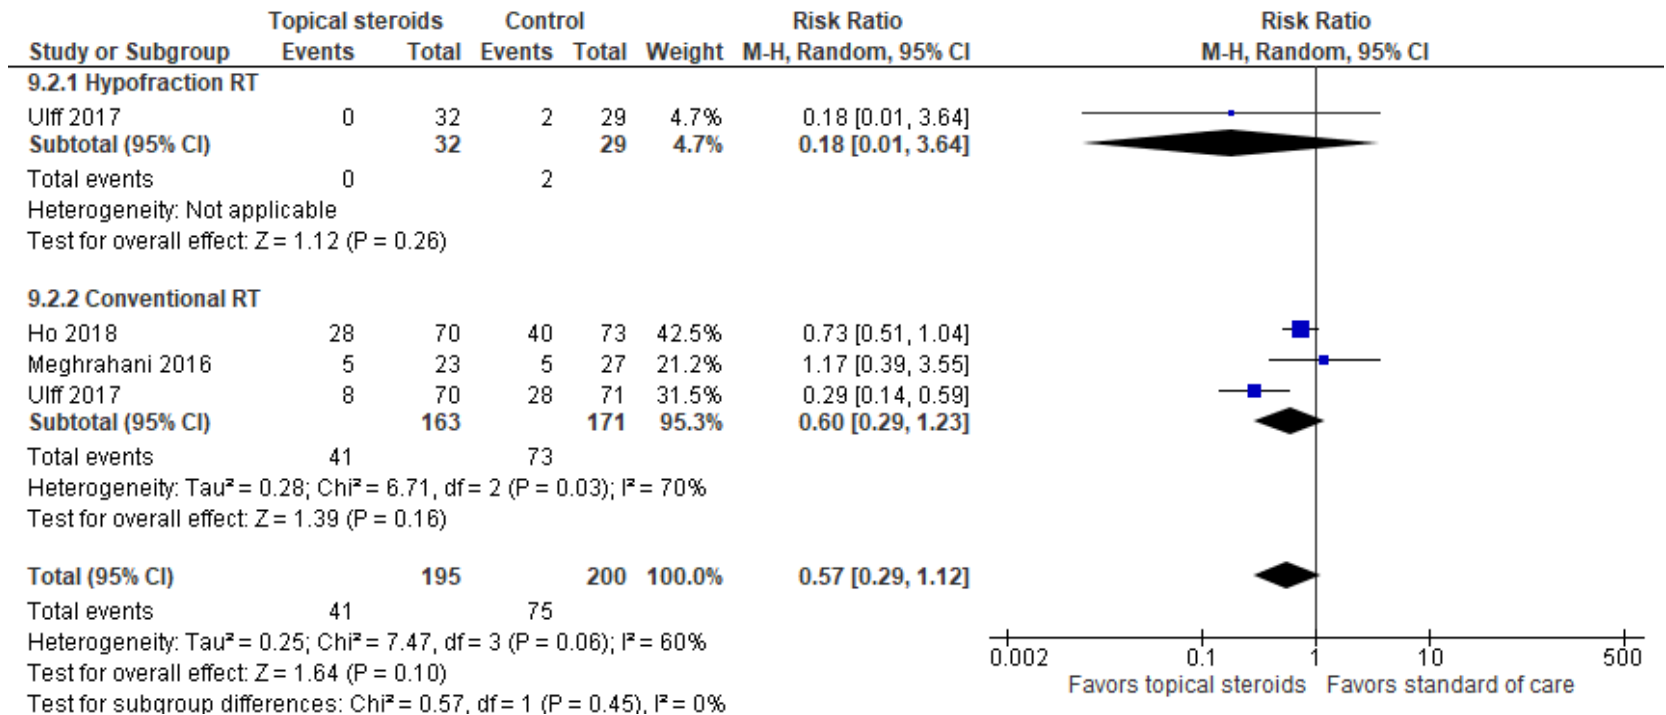 Topical steroids Control Risk Ratio Risk Ratio
Study or Subgroup Events Total Events Total Weight M-H, Random, 95% CI M-H, Random, 95% CI
9.2.1 Hypofraction RT
Ulff 2017 0 32 2 29 4.7% 0.18 [0.01, 3.64]
Subtotal (95% CI) 32 29 4.7% 0.18 [0.01, 3.64]
Total events 0 2
Heterogeneity: Not applicable
Test for overall effect: Z = 1.12 (P = 0.26)
9.2.2 Conventional RT
Ho 2018 28 70 40 73 42.5% 0.73 [0.51, 1.04]
Meghrahani 2016 5 23 5 27 21.2% 1.17 [0.39, 3.55]
Ulff 2017 8 70 28 71 31.5% 0.29 [0.14, 0.59]
Subtotal (95% CI) 163 171 95.3% 0.60 [0.29, 1.23]
Total events 41 73
Heterogeneity: Tau² = 0.28; Chi² = 6.71, df = 2 (P = 0.03); I² = 70%
Test for overall effect: Z = 1.39 (P = 0.16)
Total (95% CI) 195 200 100.0% 0.57 [0.29, 1.12]
Total events 41 75
Heterogeneity: Tau² = 0.25; Chi² = 7.47, df = 3 (P = 0.06); I² = 60%
Test for overall effect: Z = 1.64 (P = 0.10)
Test for subgroup differences: Chi² = 0.57, df = 1 (P = 0.45), I² = 0%
0.002 0.1 1 10 500
Favors topical steroids Favors standard of care